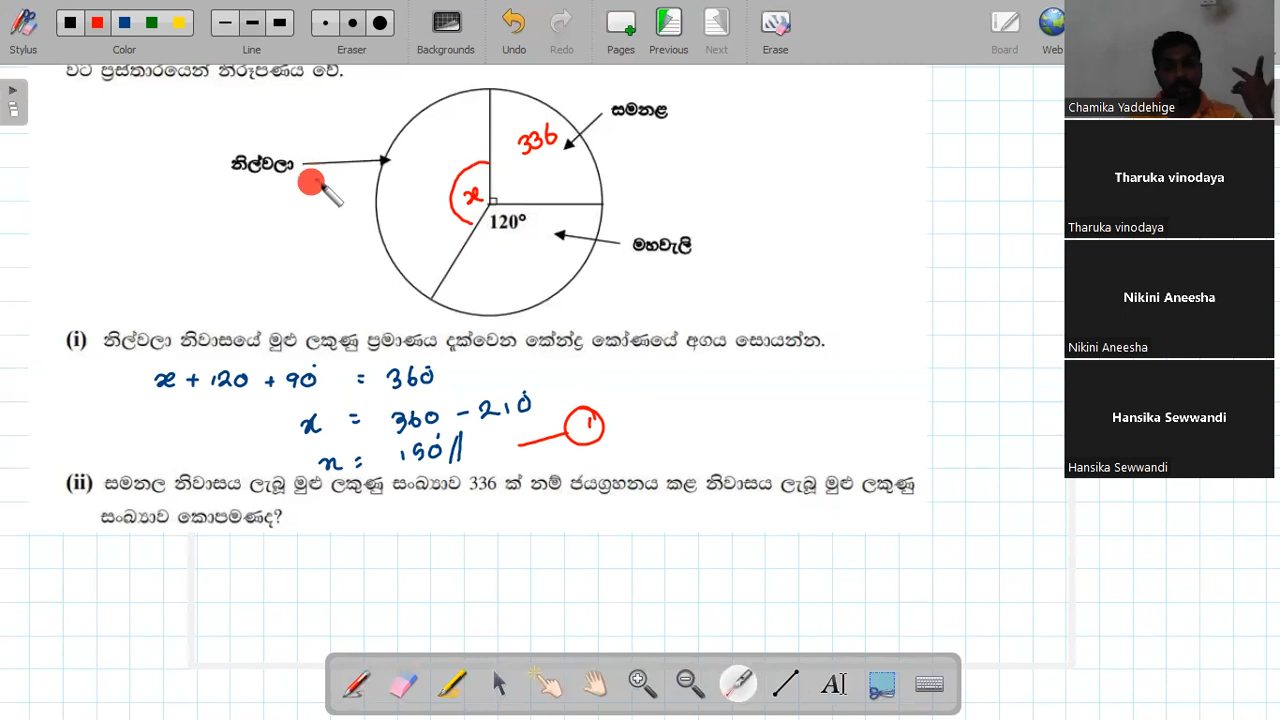 Stylus
Color
Line
Eraser
Backgrounds
Undo
Redo
Pages
Previous
Next
Erase
Board
Web
වට ප්‍රස්තාරයෙන් නිරූපණය වේ.
සමනළ
336
නිල්වලා
x
120°
මහවැලි
(i) නිල්වලා නිවාසයේ මුළු ලකුණු ප්‍රමාණය දැක්වෙන කේන්ද්‍ර කෝණයේ අගය සොයන්න.
x + 120 + 90° = 360°
x = 360 - 210°
x = 150°//
1
(ii) සමනල නිවාසය ලැබූ මුළු ලකුණු සංඛ්‍යාව 336 ක් නම් ජයග්‍රහනය කළ නිවාසය ලැබූ මුළු ලකුණු
සංඛ්‍යාව කොපමණද?
Chamika Yaddehige
Tharuka vinodaya
Tharuka vinodaya
Nikini Aneesha
Nikini Aneesha
Hansika Sewwandi
Hansika Sewwandi